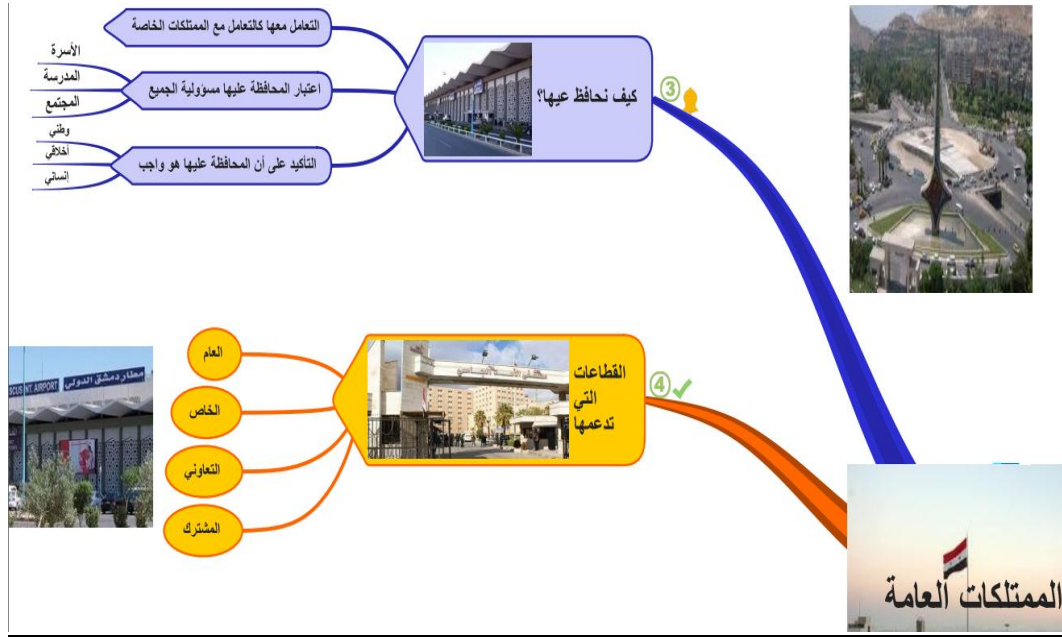 ③
كيف نحافظ عيها؟
التعامل معها كالتعامل مع الممتلكات الخاصة
اعتبار المحافظة عليها مسؤولية الجميع
الأسرة
المدرسة
المجتمع
التأكيد على أن المحافظة عليها هو واجب
وطني
أخلاقي
إنساني
④
القطاعات
التي
تدعمها
العام
الخاص
التعاوني
المشترك
مطار دمشق الدولي
SCUS INT. AIRPORT
الممتلكات العامة